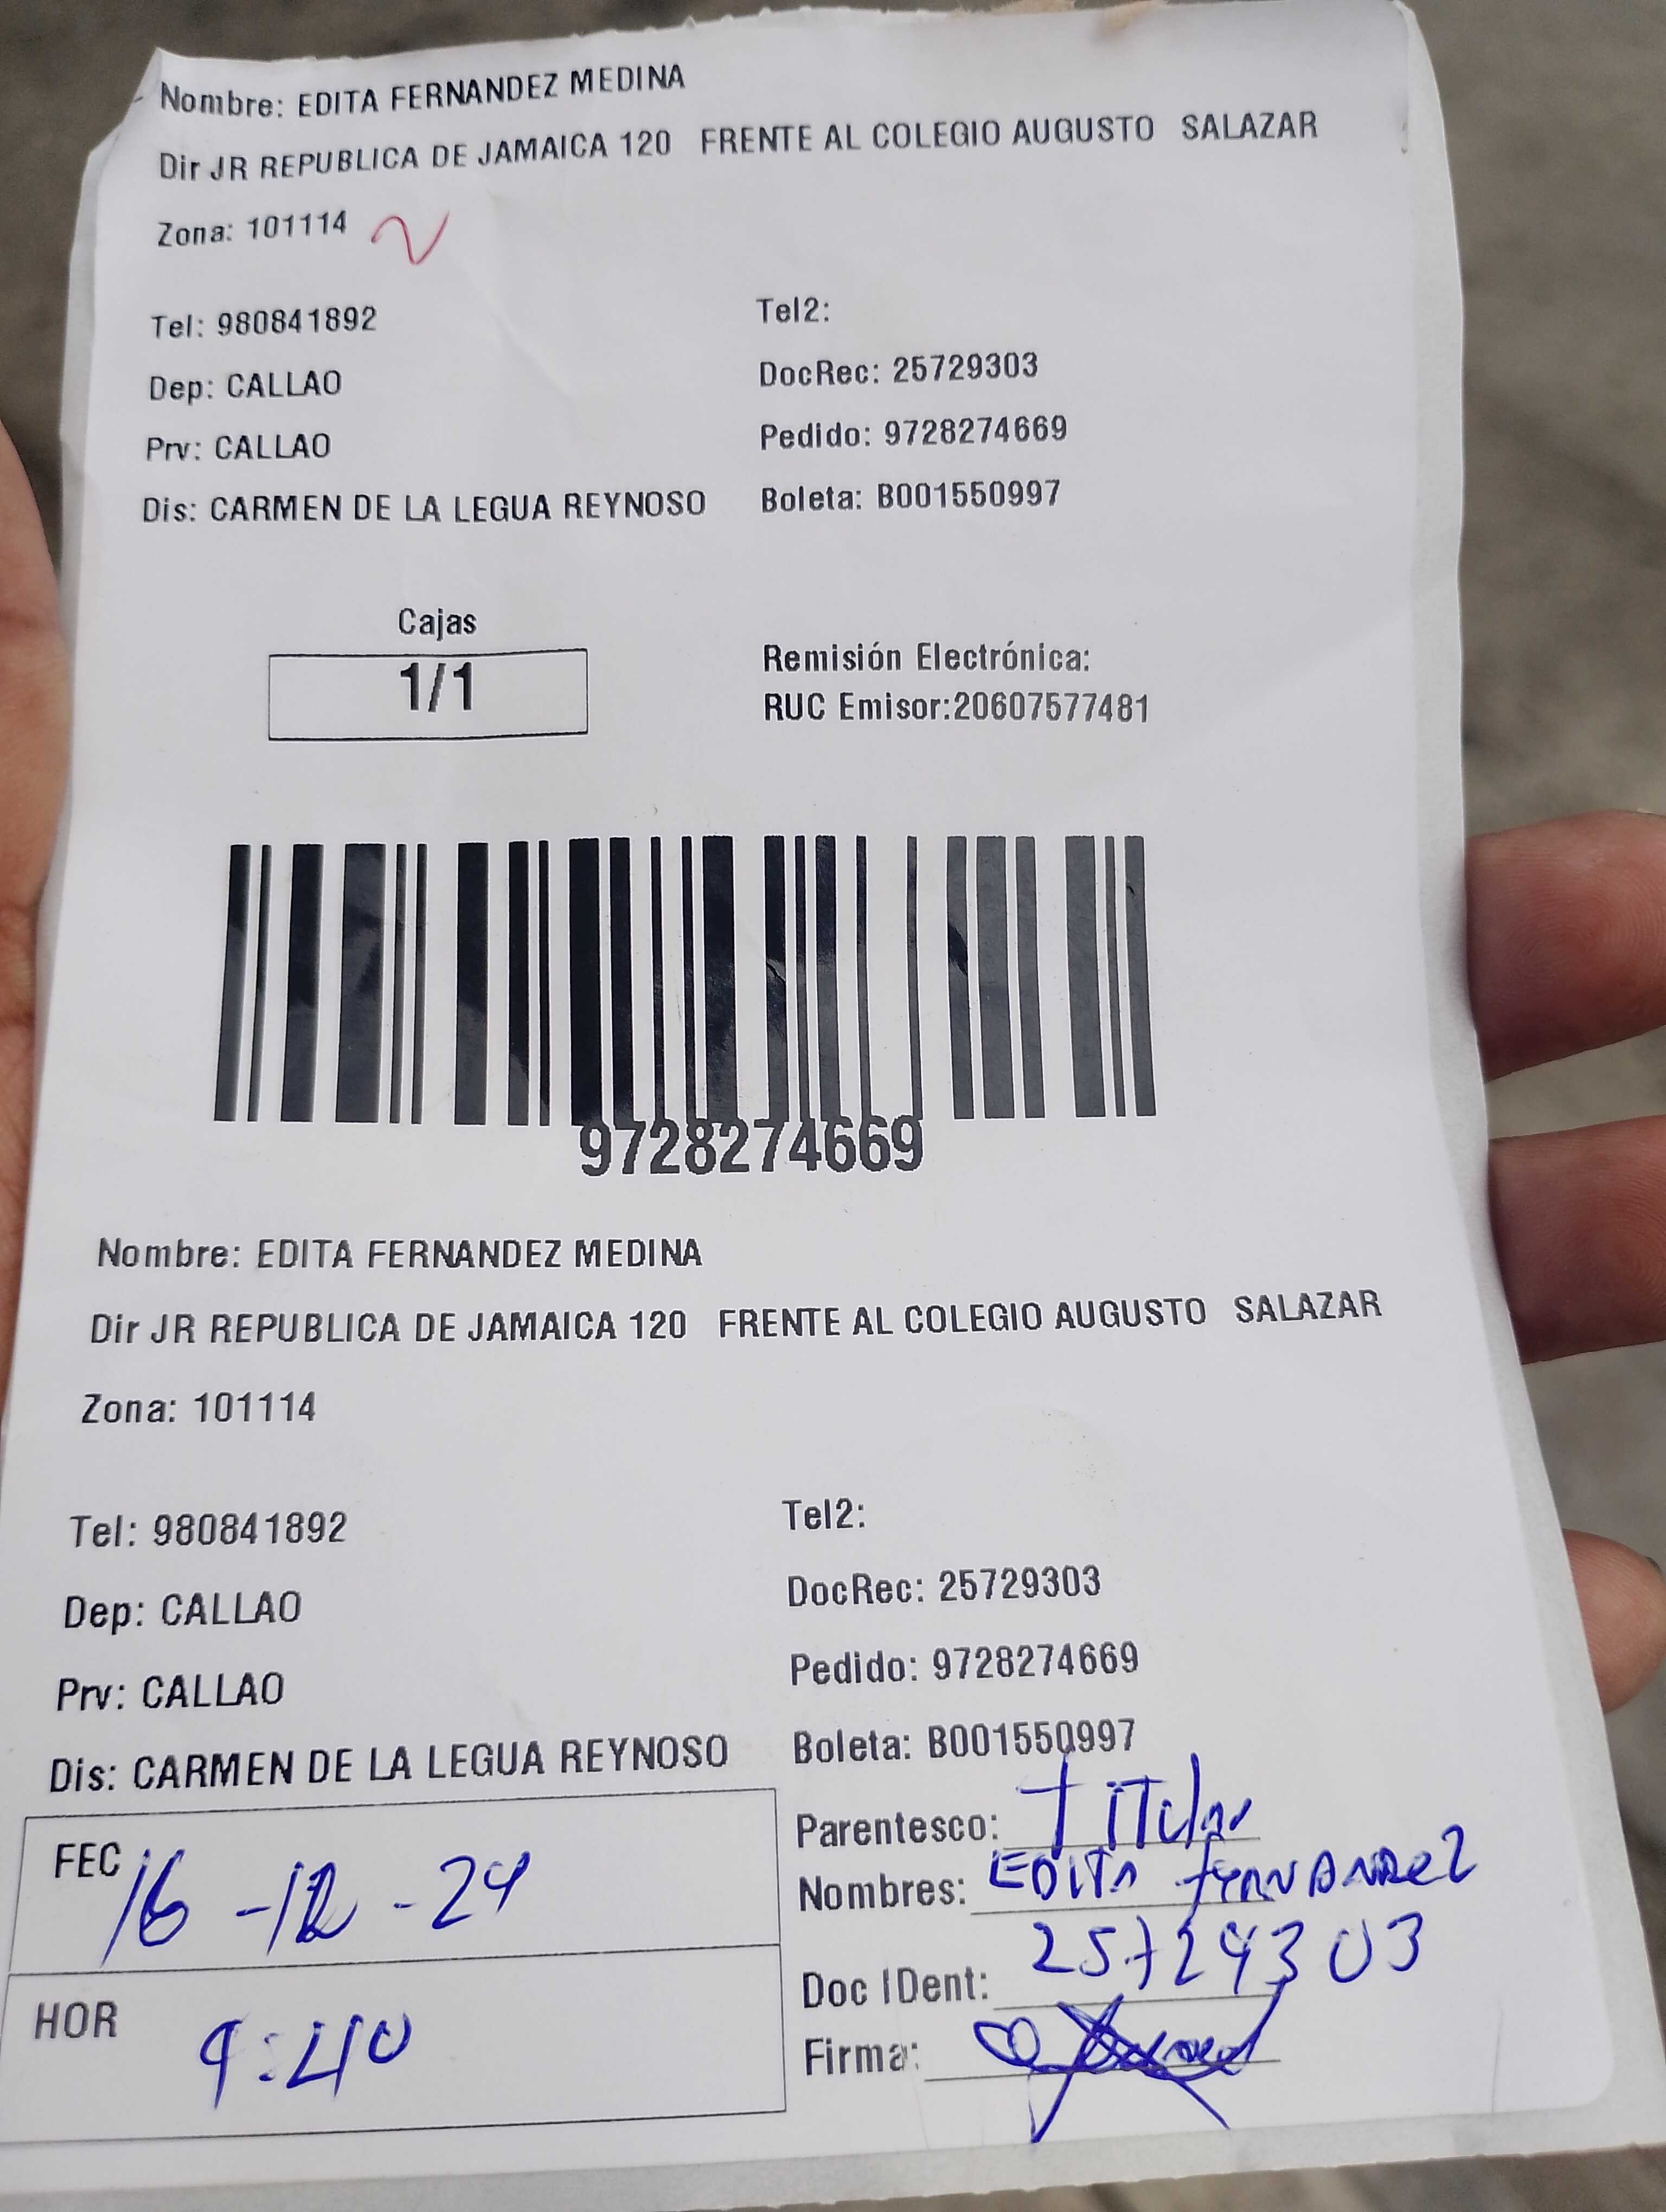 Nombre: EDITA FERNANDEZ MEDINA
Dir JR REPUBLICA DE JAMAICA 120 FRENTE AL COLEGIO AUGUSTO SALAZAR
Zona: 101114
Tel: 980841892 Tel2:
Dep: CALLAO DocRec: 25729303
Prv: CALLAO Pedido: 9728274669
Dis: CARMEN DE LA LEGUA REYNOSO Boleta: B001550997
Cajas
1/1
Remisión Electrónica:
RUC Emisor:20607577481
9728274669
Nombre: EDITA FERNANDEZ MEDINA
Dir JR REPUBLICA DE JAMAICA 120 FRENTE AL COLEGIO AUGUSTO SALAZAR
Zona: 101114
Tel: 980841892 Tel2:
Dep: CALLAO DocRec: 25729303
Prv: CALLAO Pedido: 9728274669
Dis: CARMEN DE LA LEGUA REYNOSO Boleta: B001550997
FEC 16-12-24
HOR 9:40
Parentesco: TITular
Nombres: EDITA FERNANDEZ
Doc IDent: 25729303
Firma: